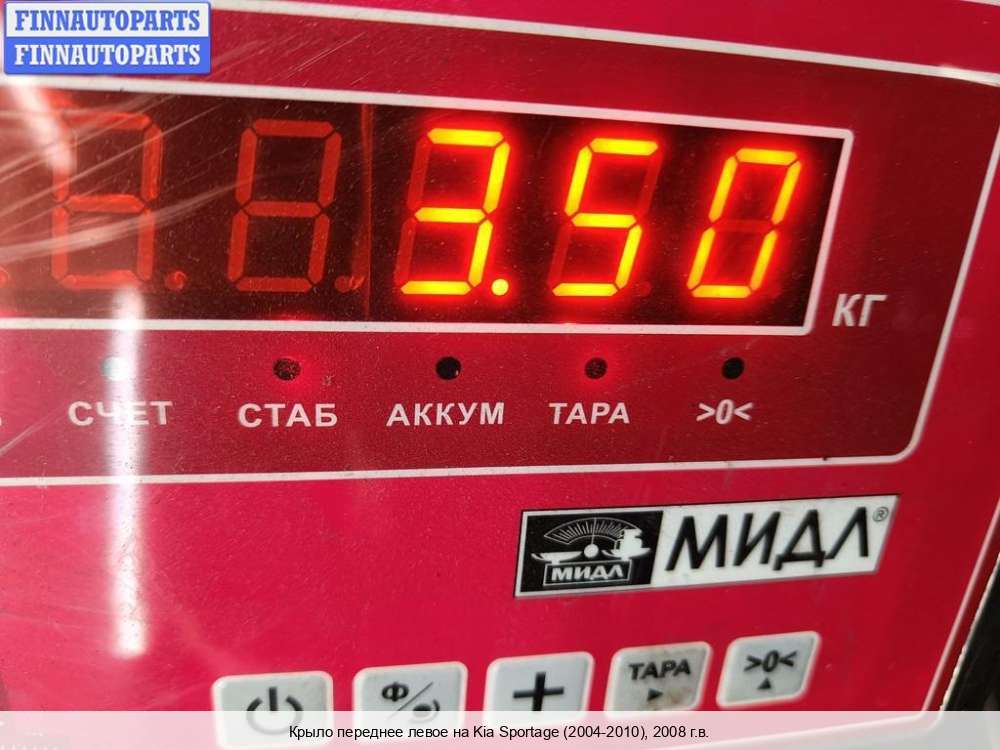 FINNAUTOPARTS
FINNAUTOPARTS
3.50
КГ
СЧЕТ СТАБ АККУМ ТАРА >0<
МИДЛ МИДЛ®
Ф + ТАРА >0<
Крыло переднее левое на Kia Sportage (2004-2010), 2008 г.в.